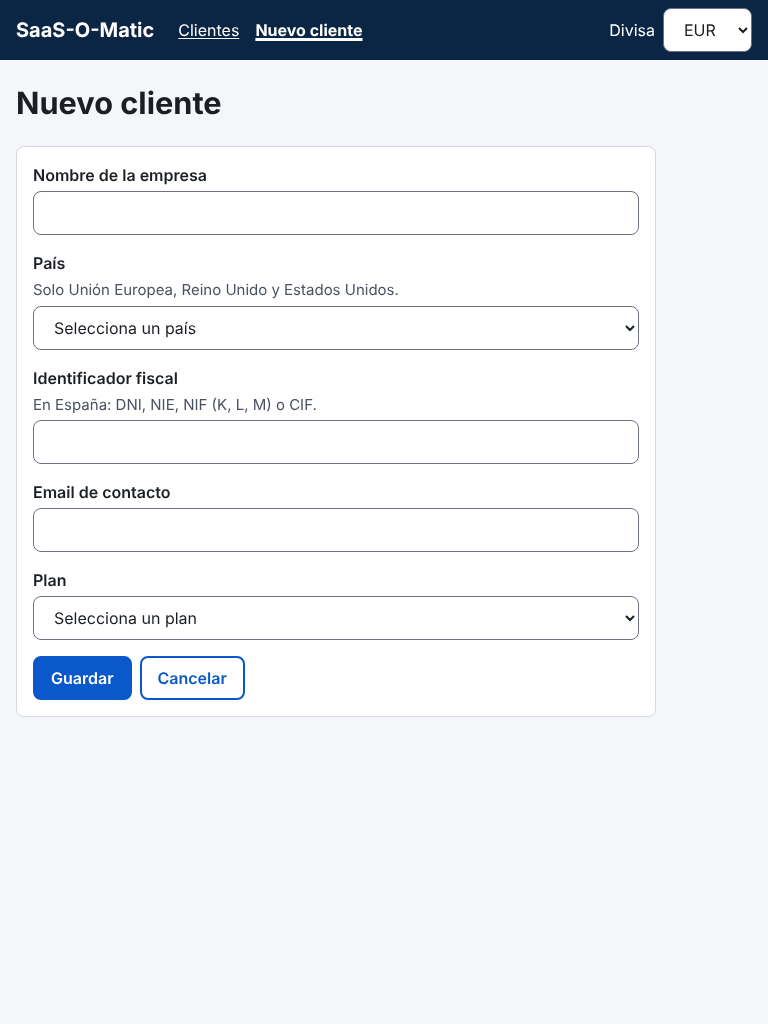 SaaS-O-Matic Clientes Nuevo cliente Divisa EUR
Nuevo cliente
Nombre de la empresa
País
Solo Unión Europea, Reino Unido y Estados Unidos.
Selecciona un país
Identificador fiscal
En España: DNI, NIE, NIF (K, L, M) o CIF.
Email de contacto
Plan
Selecciona un plan
Guardar Cancelar